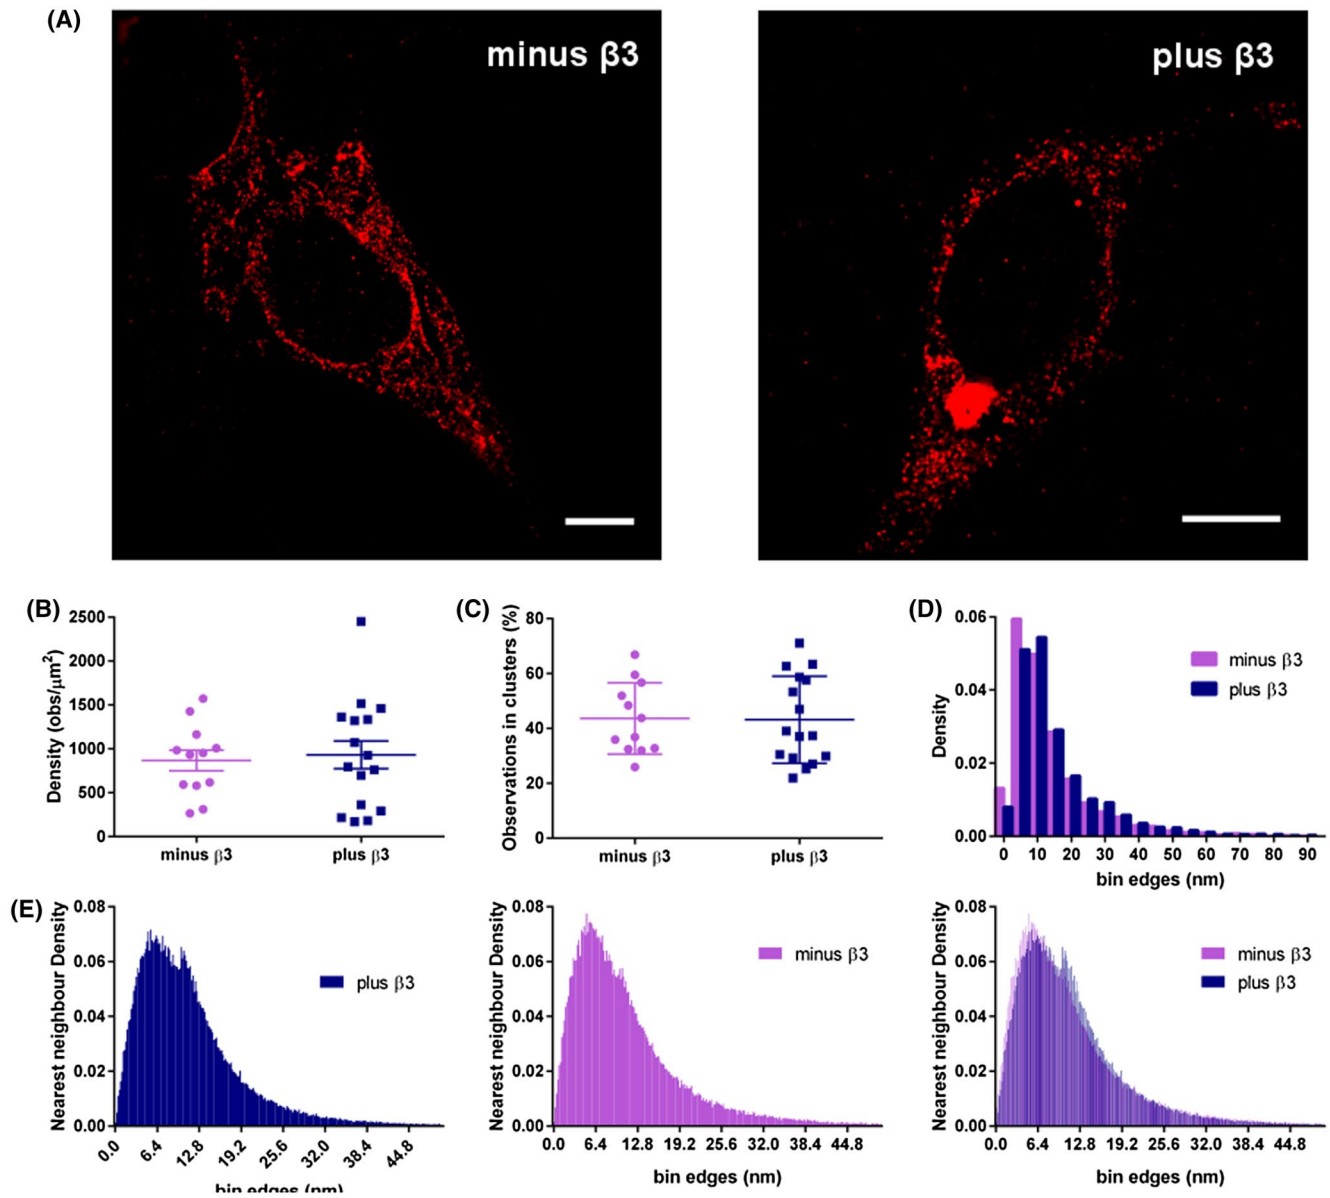 (A)
minus β3
plus β3
(B)
Density (obs/μm²)
2500
2000
1500
1000
500
0
minus β3
plus β3
(C)
Observations in clusters (%)
80
60
40
20
0
minus β3
plus β3
(D)
Density
0.06
0.04
0.02
0.00
minus β3
plus β3
0 10 20 30 40 50 60 70 80 90
bin edges (nm)
(E)
Nearest neighbour Density
0.08
0.06
0.04
0.02
0.00
plus β3
0.0 6.4 12.8 19.2 25.6 32.0 38.4 44.8
bin edges (nm)
Nearest neighbour Density
0.08
0.06
0.04
0.02
0.00
minus β3
0.0 6.4 12.8 19.2 25.6 32.0 38.4 44.8
bin edges (nm)
Nearest neighbour Density
0.08
0.06
0.04
0.02
0.00
minus β3
plus β3
0.0 6.4 12.8 19.2 25.6 32.0 38.4 44.8
bin edges (nm)